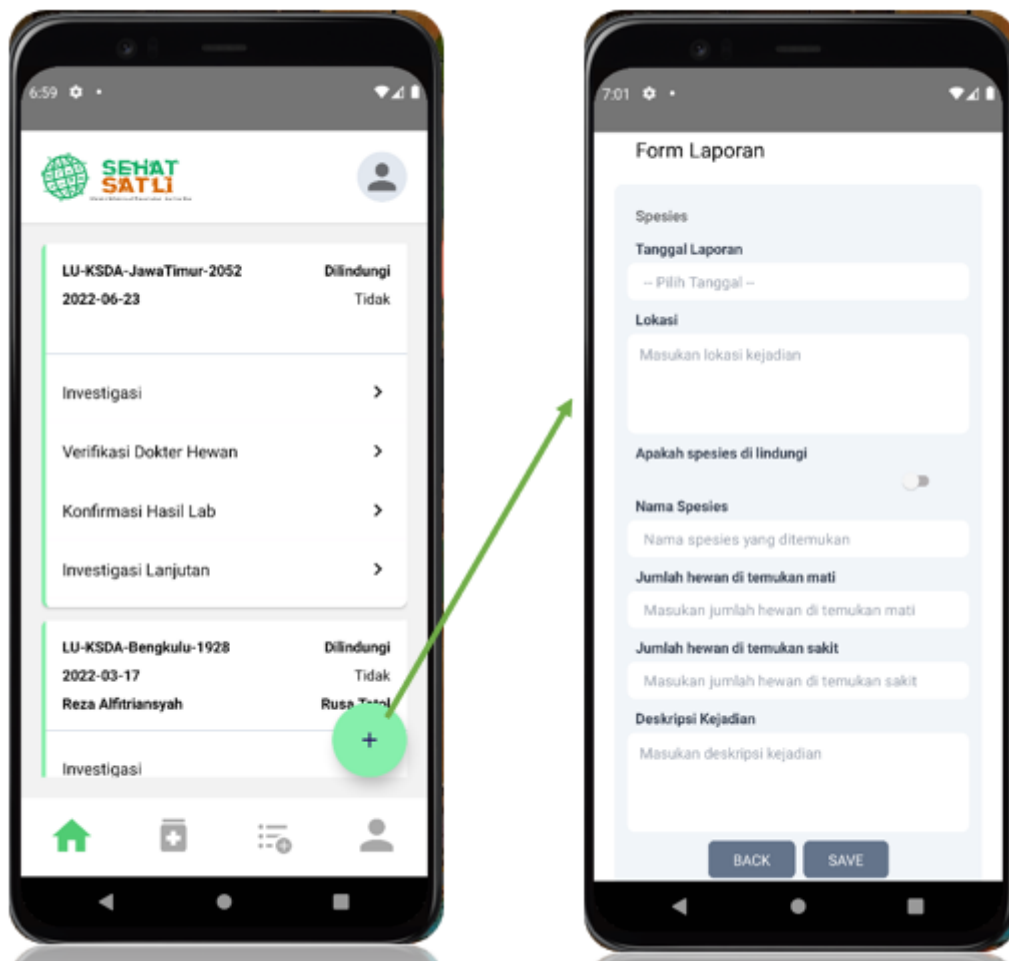 6:59
SEHAT
SATLI
LU-KSDA-JawaTimur-2052 Dilindungi
2022-06-23 Tidak
Investigasi
Verifikasi Dokter Hewan
Konfirmasi Hasil Lab
Investigasi Lanjutan
LU-KSDA-Bengkulu-1928 Dilindungi
2022-03-17 Tidak
Reza Alfitriansyah Rusa
+
Investigasi
7:01
Form Laporan
Spesies
Tanggal Laporan
-- Pilih Tanggal --
Lokasi
Masukan lokasi kejadian
Apakah spesies di lindungi
Nama Spesies
Nama spesies yang ditemukan
Jumlah hewan di temukan mati
Masukan jumlah hewan di temukan mati
Jumlah hewan di temukan sakit
Masukan jumlah hewan di temukan sakit
Deskripsi Kejadian
Masukan deskripsi kejadian
BACK SAVE